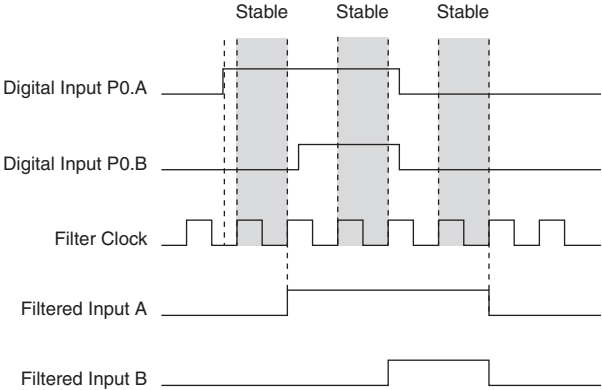 Stable Stable Stable
Digital Input P0.A
Digital Input P0.B
Filter Clock
Filtered Input A
Filtered Input B